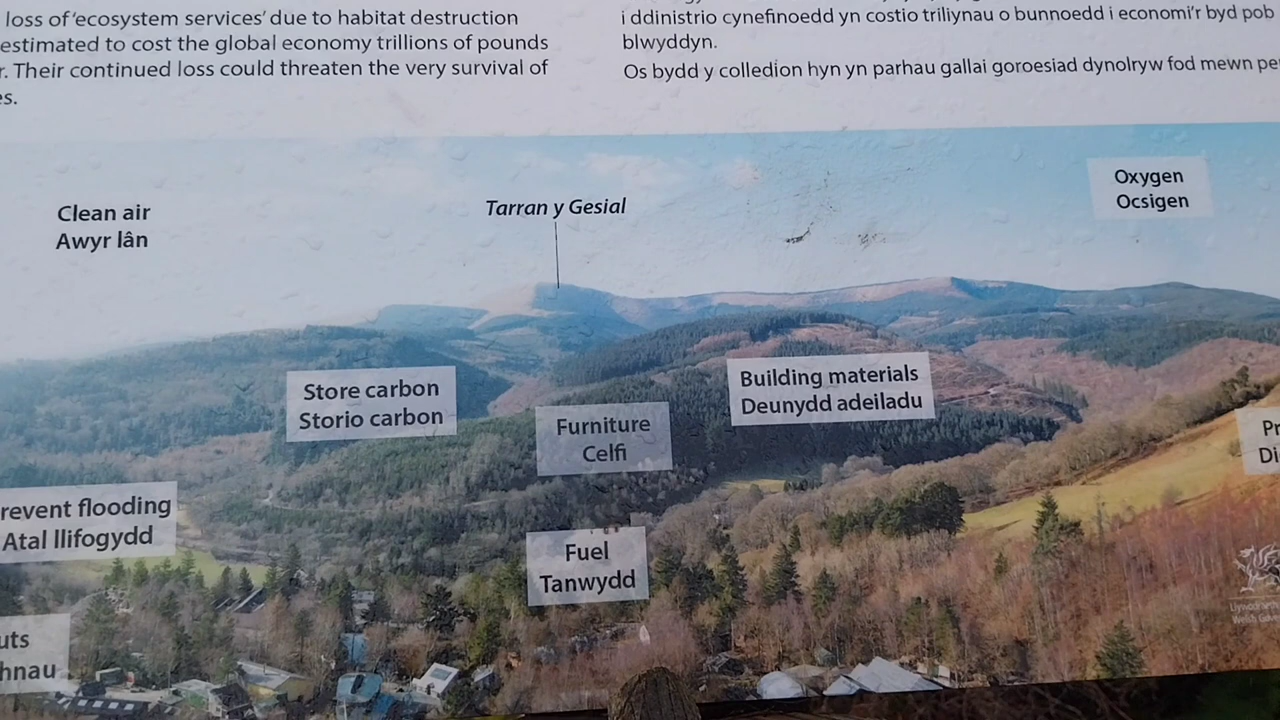 loss of 'ecosystem services' due to habitat destruction
estimated to cost the global economy trillions of pounds
r. Their continued loss could threaten the very survival of
es.
i ddinistrio cynefinoedd yn costio triliynau o bunnoedd i economi'r byd pob
blwyddyn.
Os bydd y colledion hyn yn parhau gallai goroesiad dynolryw fod mewn pe
Clean air
Awyr lân
Tarran y Gesial
Oxygen
Ocsigen
Store carbon
Storio carbon
Furniture
Celfi
Building materials
Deunydd adeiladu
Pr
Di
revent flooding
Atal llifogydd
Fuel
Tanwydd
uts
hnau